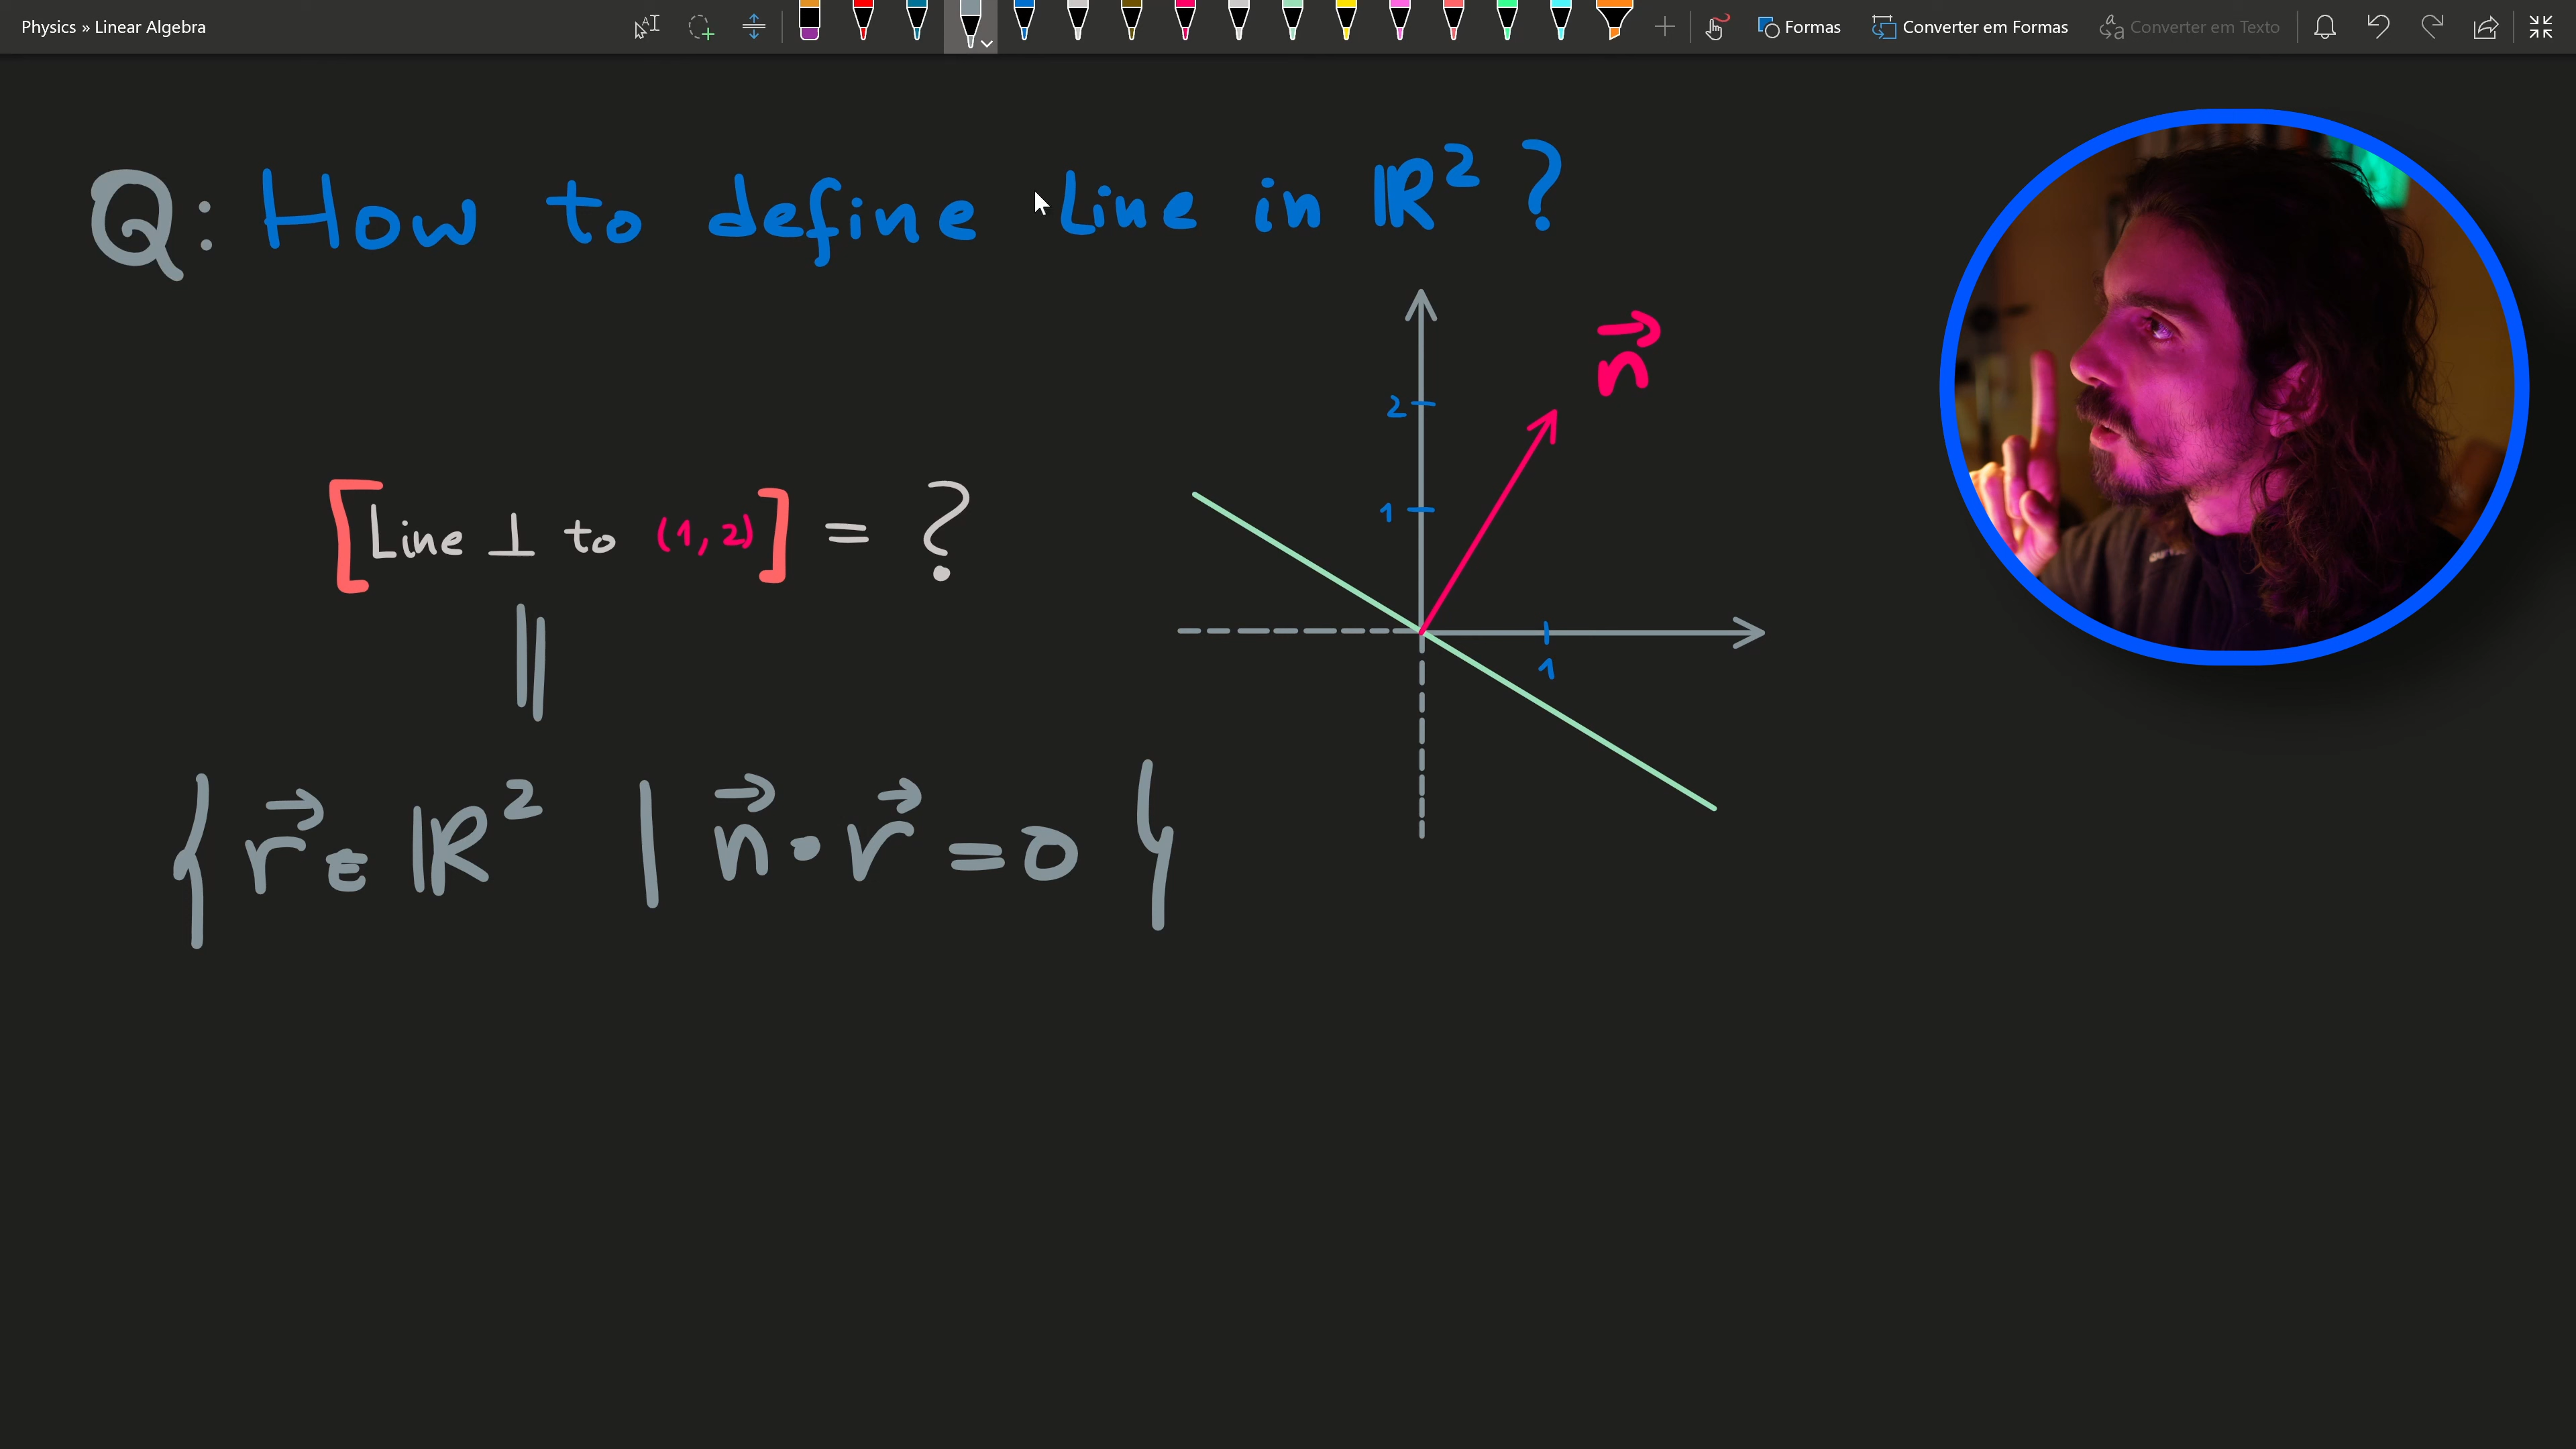 Physics » Linear Algebra
Formas
Converter em Formas
Converter em Texto
Q: How to define Line in ℝ² ?
n⃗
2
1
1
[Line ⊥ to (1, 2)] = ?
||
{ r⃗ ∈ ℝ² | n⃗ • r⃗ = 0 }